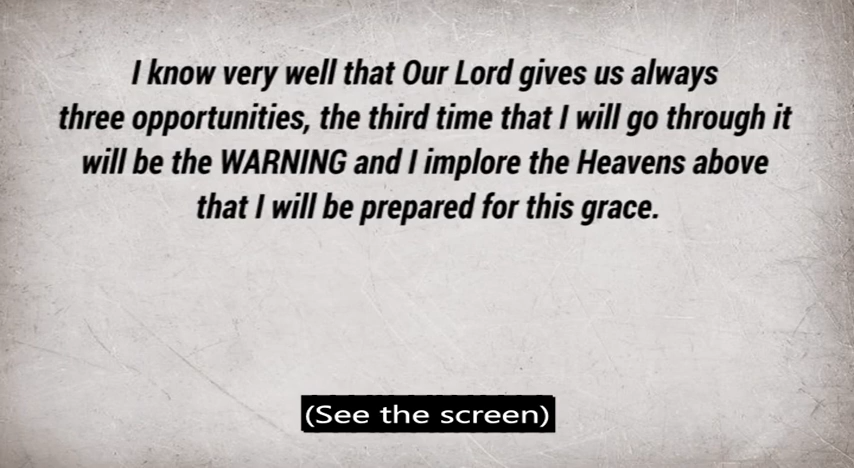 I know very well that Our Lord gives us always
three opportunities, the third time that I will go through it
will be the WARNING and I implore the Heavens above
that I will be prepared for this grace.
(See the screen)